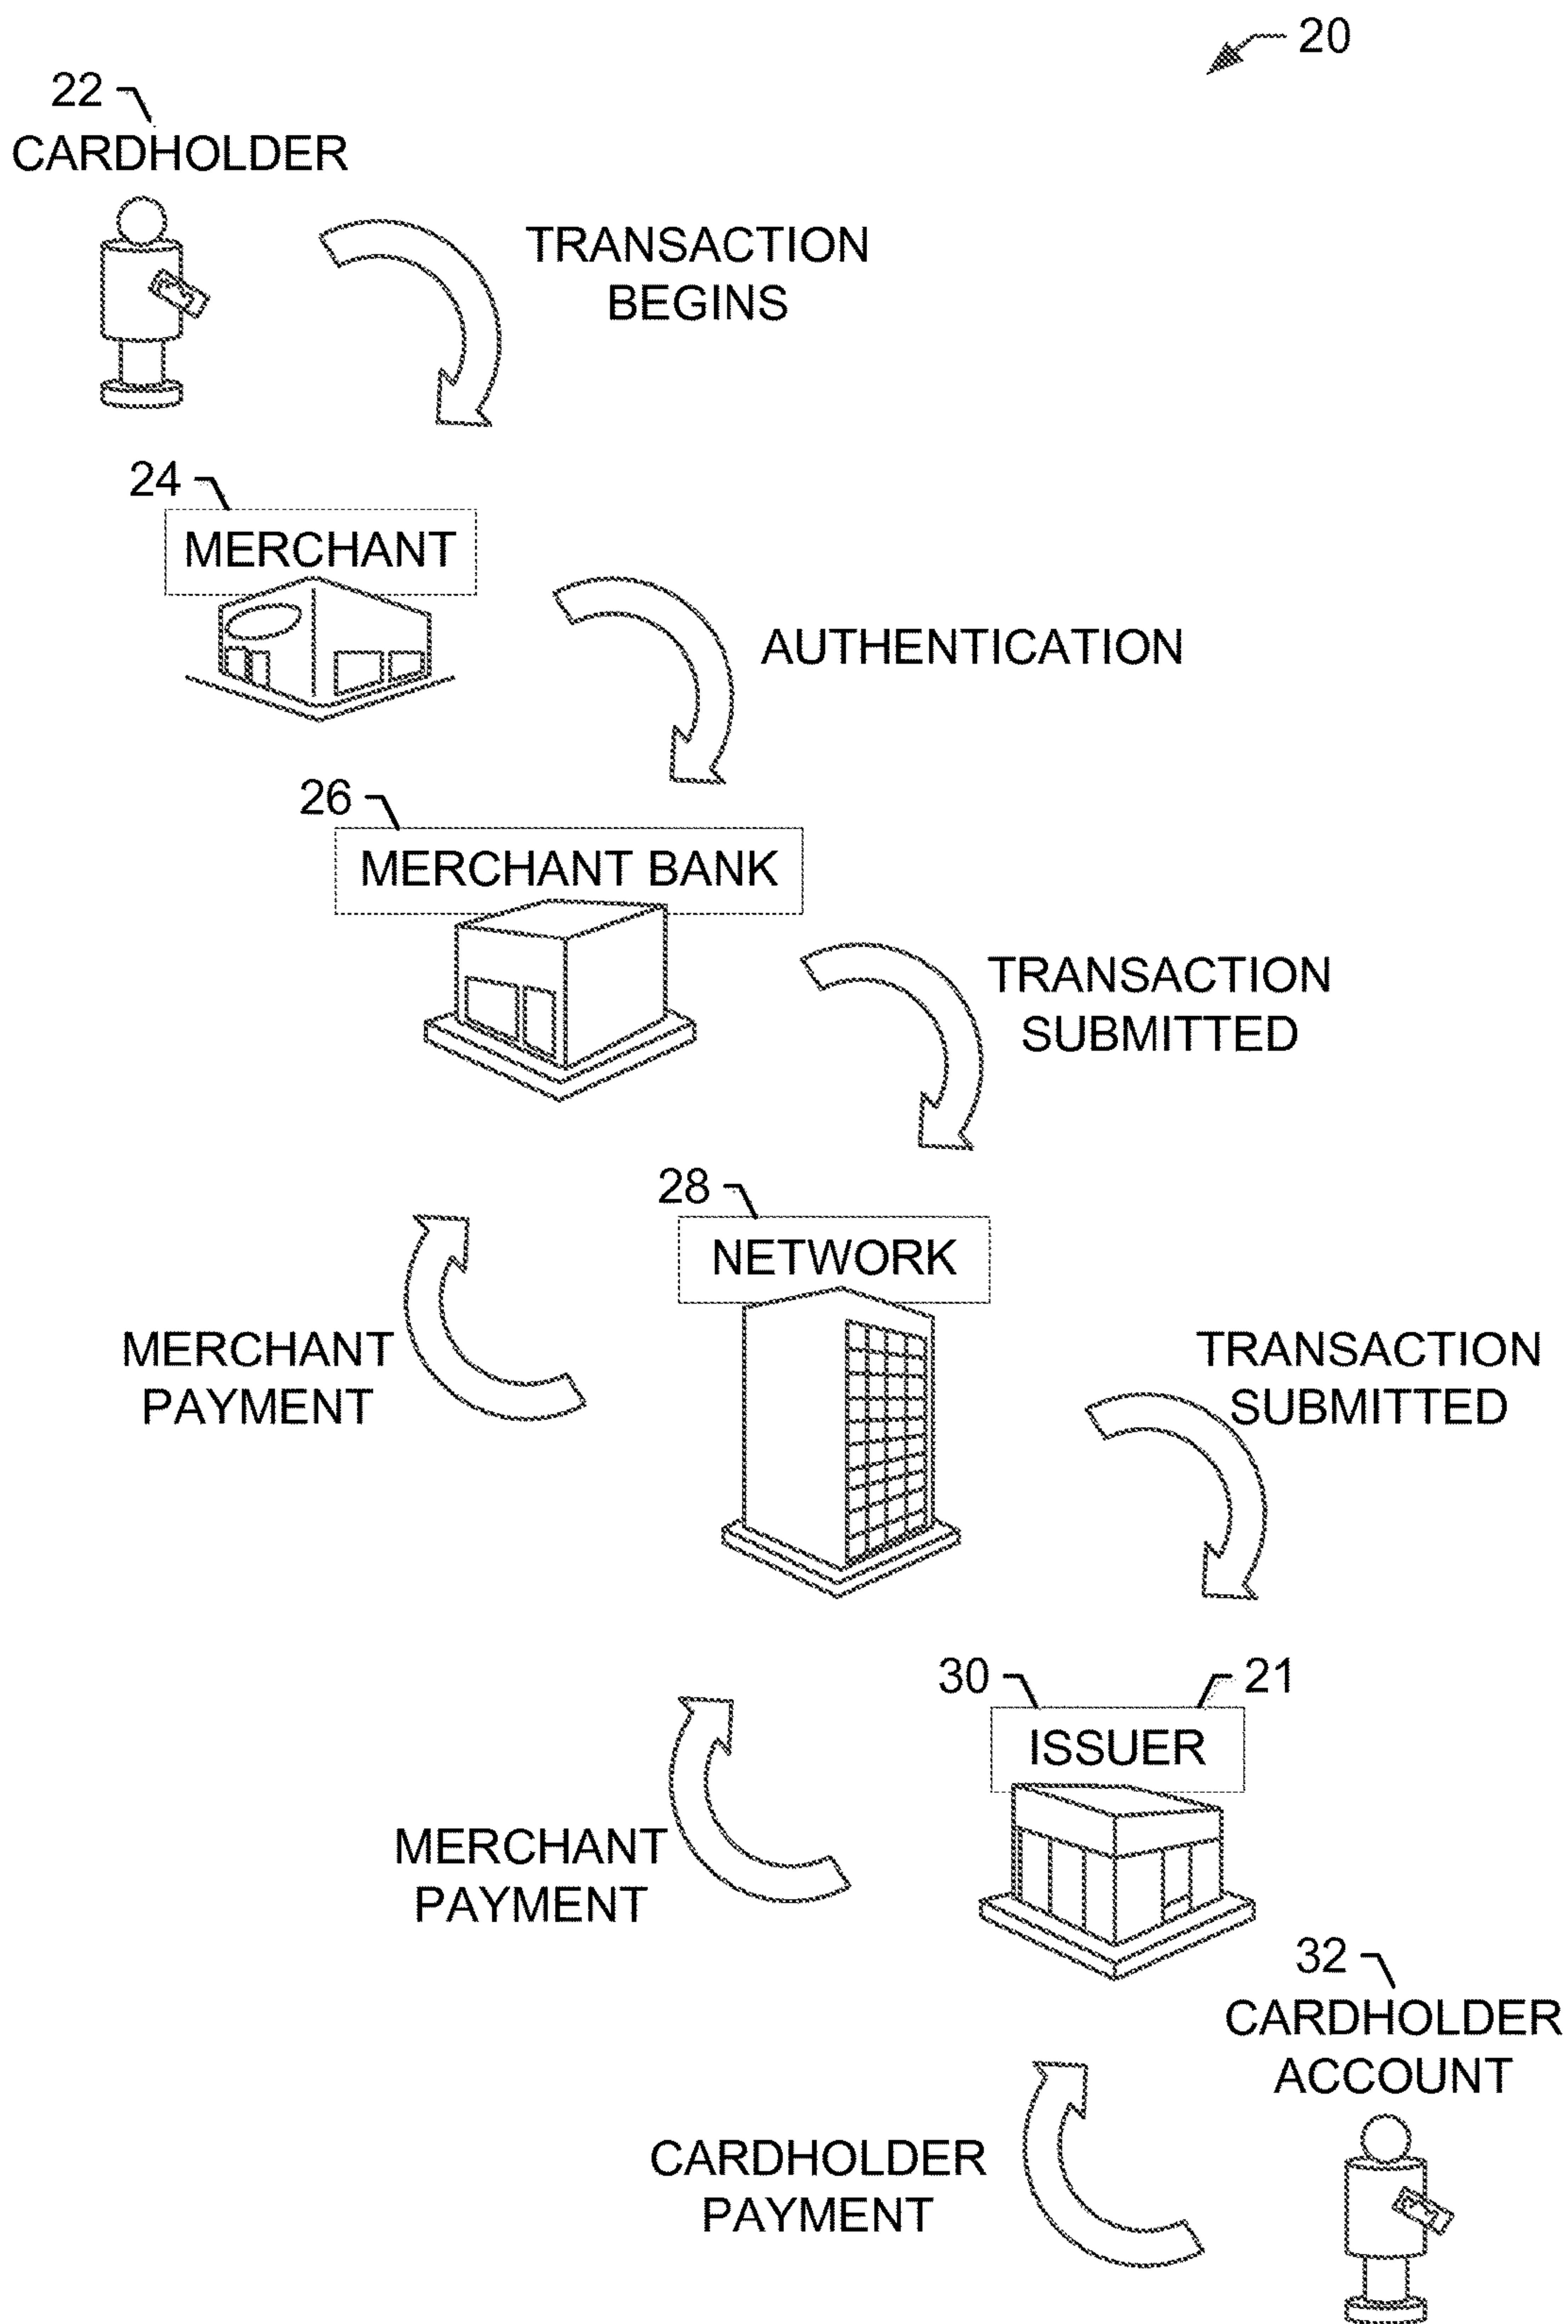 20
22
CARDHOLDER
TRANSACTION
BEGINS
24
MERCHANT
AUTHENTICATION
26
MERCHANT BANK
TRANSACTION
SUBMITTED
28
NETWORK
MERCHANT
PAYMENT
TRANSACTION
SUBMITTED
30
21
ISSUER
MERCHANT
PAYMENT
32
CARDHOLDER
ACCOUNT
CARDHOLDER
PAYMENT